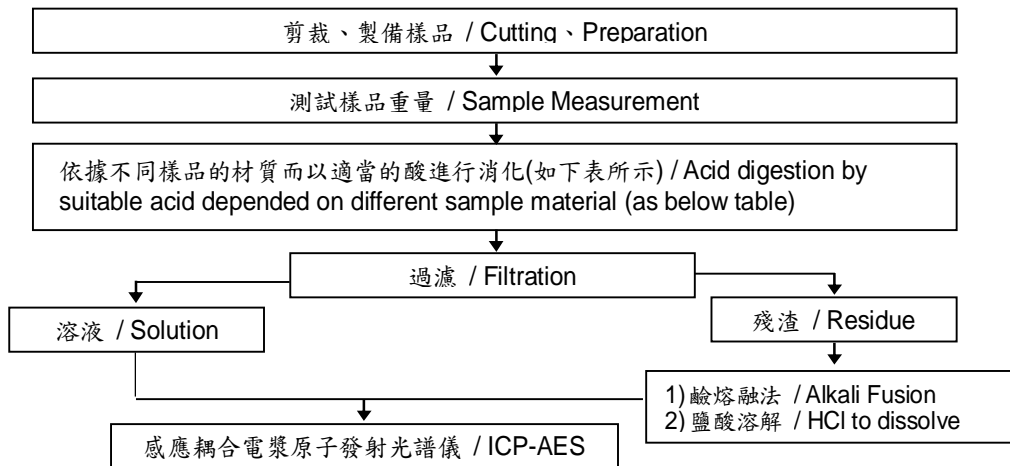 剪裁、製備樣品 / Cutting、Preparation
測試樣品重量 / Sample Measurement
依據不同樣品的材質而以適當的酸進行消化(如下表所示) / Acid digestion by
suitable acid depended on different sample material (as below table)
過濾 / Filtration
溶液 / Solution
殘渣 / Residue
1) 鹼熔融法 / Alkali Fusion
2) 鹽酸溶解 / HCl to dissolve
感應耦合電漿原子發射光譜儀 / ICP-AES